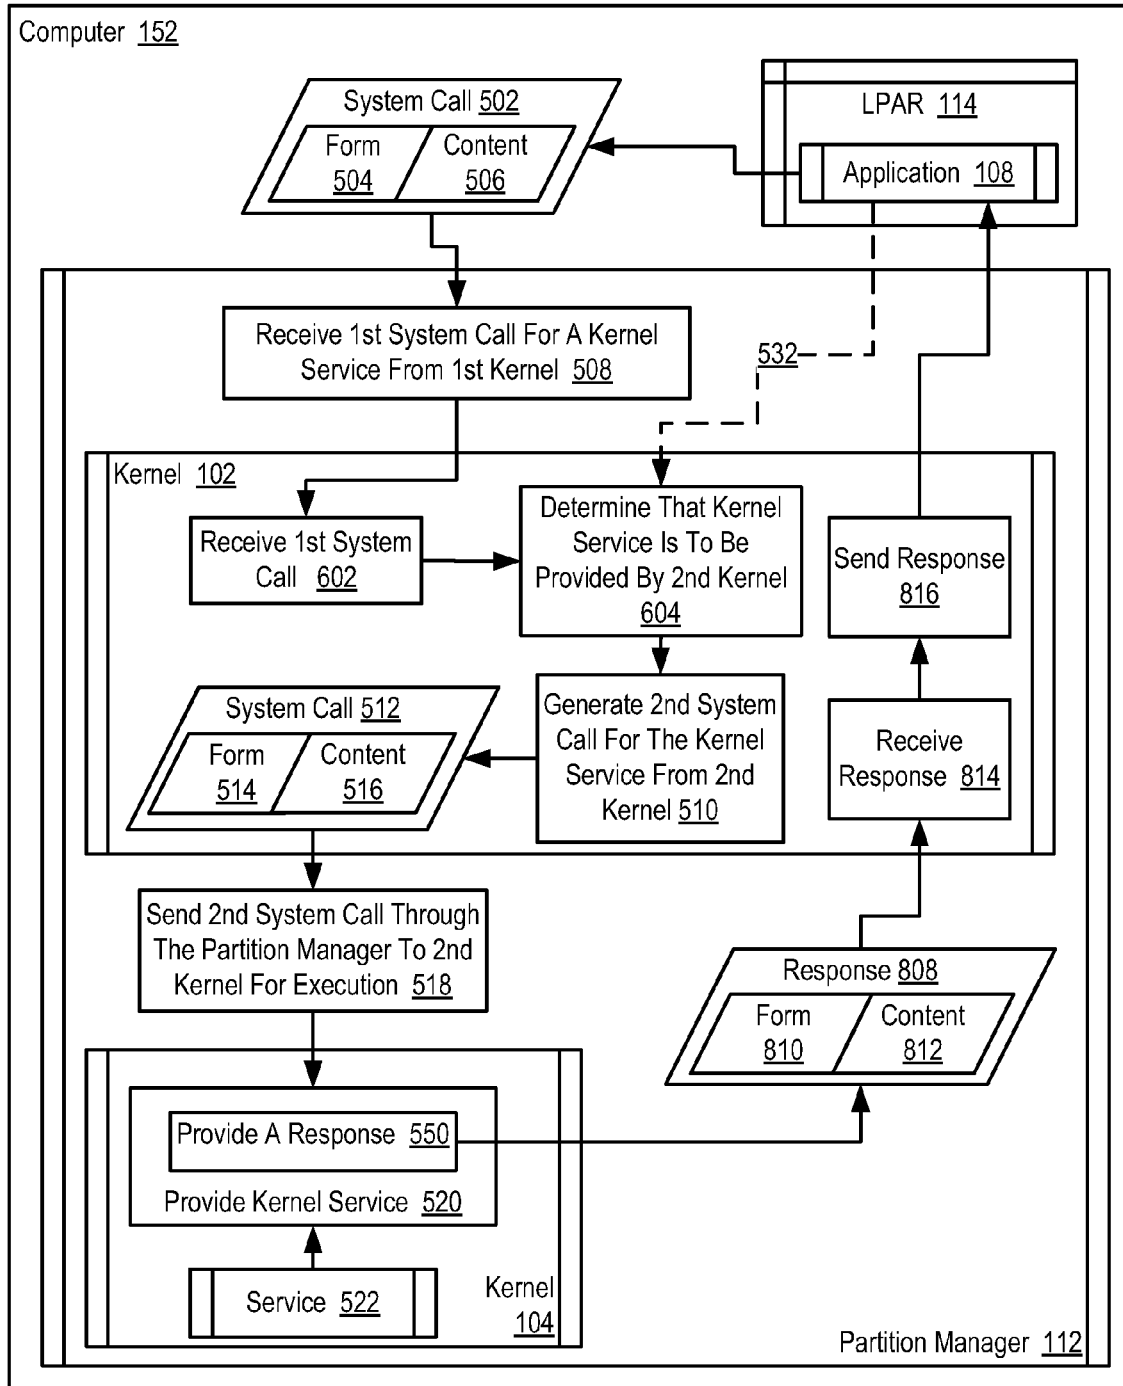 Computer 152
System Call 502
Form
504
Content
506
LPAR 114
Application 108
Receive 1st System Call For A Kernel
Service From 1st Kernel 508
532
Kernel 102
Receive 1st System
Call 602
Determine That Kernel
Service Is To Be
Provided By 2nd Kernel
604
Send Response
816
System Call 512
Form
514
Content
516
Generate 2nd System
Call For The Kernel
Service From 2nd
Kernel 510
Receive
Response 814
Send 2nd System Call Through
The Partition Manager To 2nd
Kernel For Execution 518
Response 808
Form
810
Content
812
Provide A Response 550
Provide Kernel Service 520
Service 522
Kernel
104
Partition Manager 112